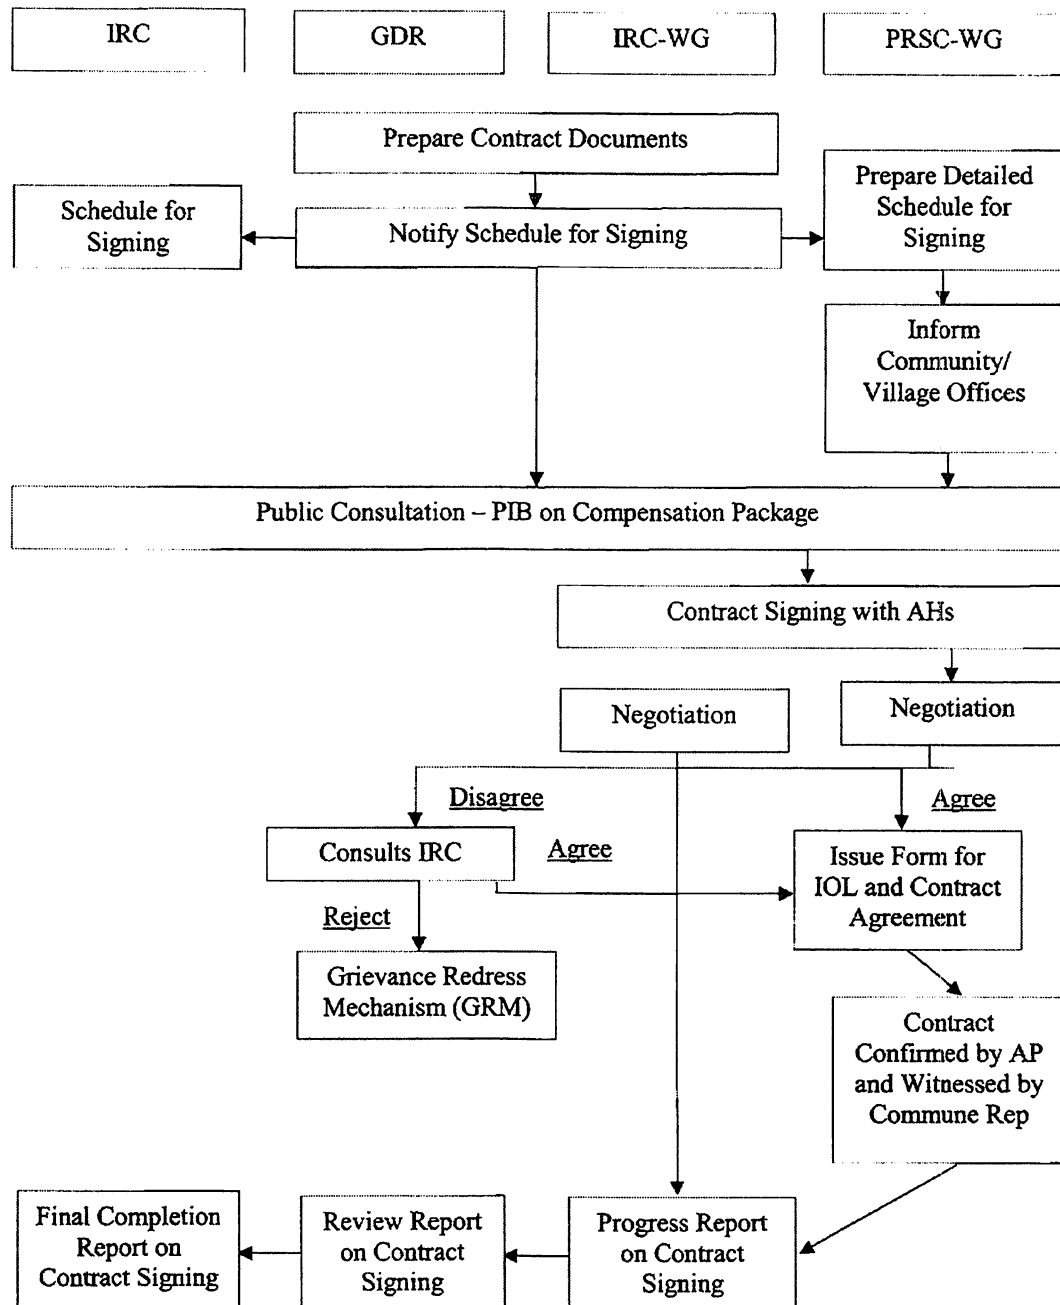 IRC
GDR
IRC-WG
PRSC-WG
Prepare Contract Documents
Schedule for
Signing
Notify Schedule for Signing
Prepare Detailed
Schedule for
Signing
Inform
Community/
Village Offices
Public Consultation – PIB on Compensation Package
Contract Signing with AHs
Negotiation
Negotiation
Disagree
Agree
Consults IRC
Agree
Issue Form for
IOL and Contract
Agreement
Reject
Grievance Redress
Mechanism (GRM)
Contract
Confirmed by AP
and Witnessed by
Commune Rep
Final Completion
Report on
Contract Signing
Review Report
on Contract
Signing
Progress Report
on Contract
Signing